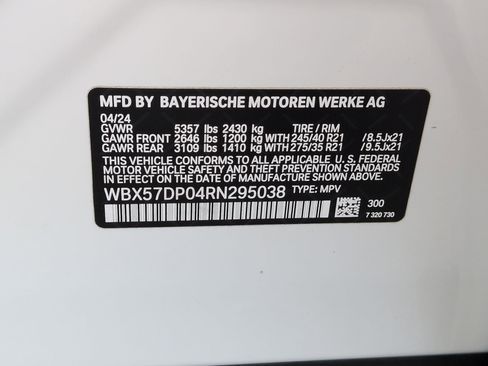 MFD BY BAYERISCHE MOTOREN WERKE AG
04/24
GVWR 5357 lbs 2430 kg TIRE / RIM
GAWR FRONT 2646 lbs 1200 kg 245/40 R21 /8.5Jx21
GAWR REAR 3109 lbs 1410 kg 275/35 R21 /9.5Jx21
THIS VEHICLE CONFORMS TO ALL APPLICABLE U. S. FEDERAL
MOTOR VEHICLE SAFETY AND THEFT PREVENTION STANDARDS
IN EFFECT ON THE DATE OF MANUFACTURE SHOWN ABOVE.
WBX57DP04RN295038 TYPE: MPV
300
7 320 730